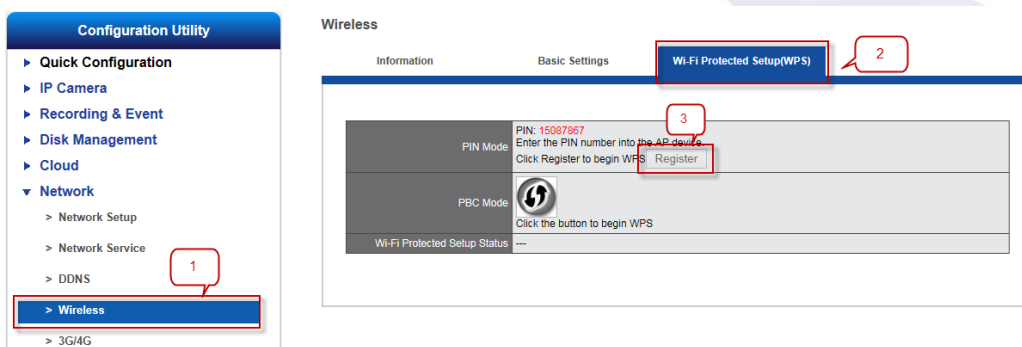 Configuration Utility
Quick Configuration
IP Camera
Recording & Event
Disk Management
Cloud
Network
> Network Setup
> Network Service
> DDNS
1
> Wireless
> 3G/4G
Wireless
Information
Basic Settings
Wi-Fi Protected Setup(WPS)
2
3
PIN Mode
PIN: 15087867
Enter the PIN number into the AP device.
Click Register to begin WPS Register
PBC Mode
Click the button to begin WPS
Wi-Fi Protected Setup Status ---